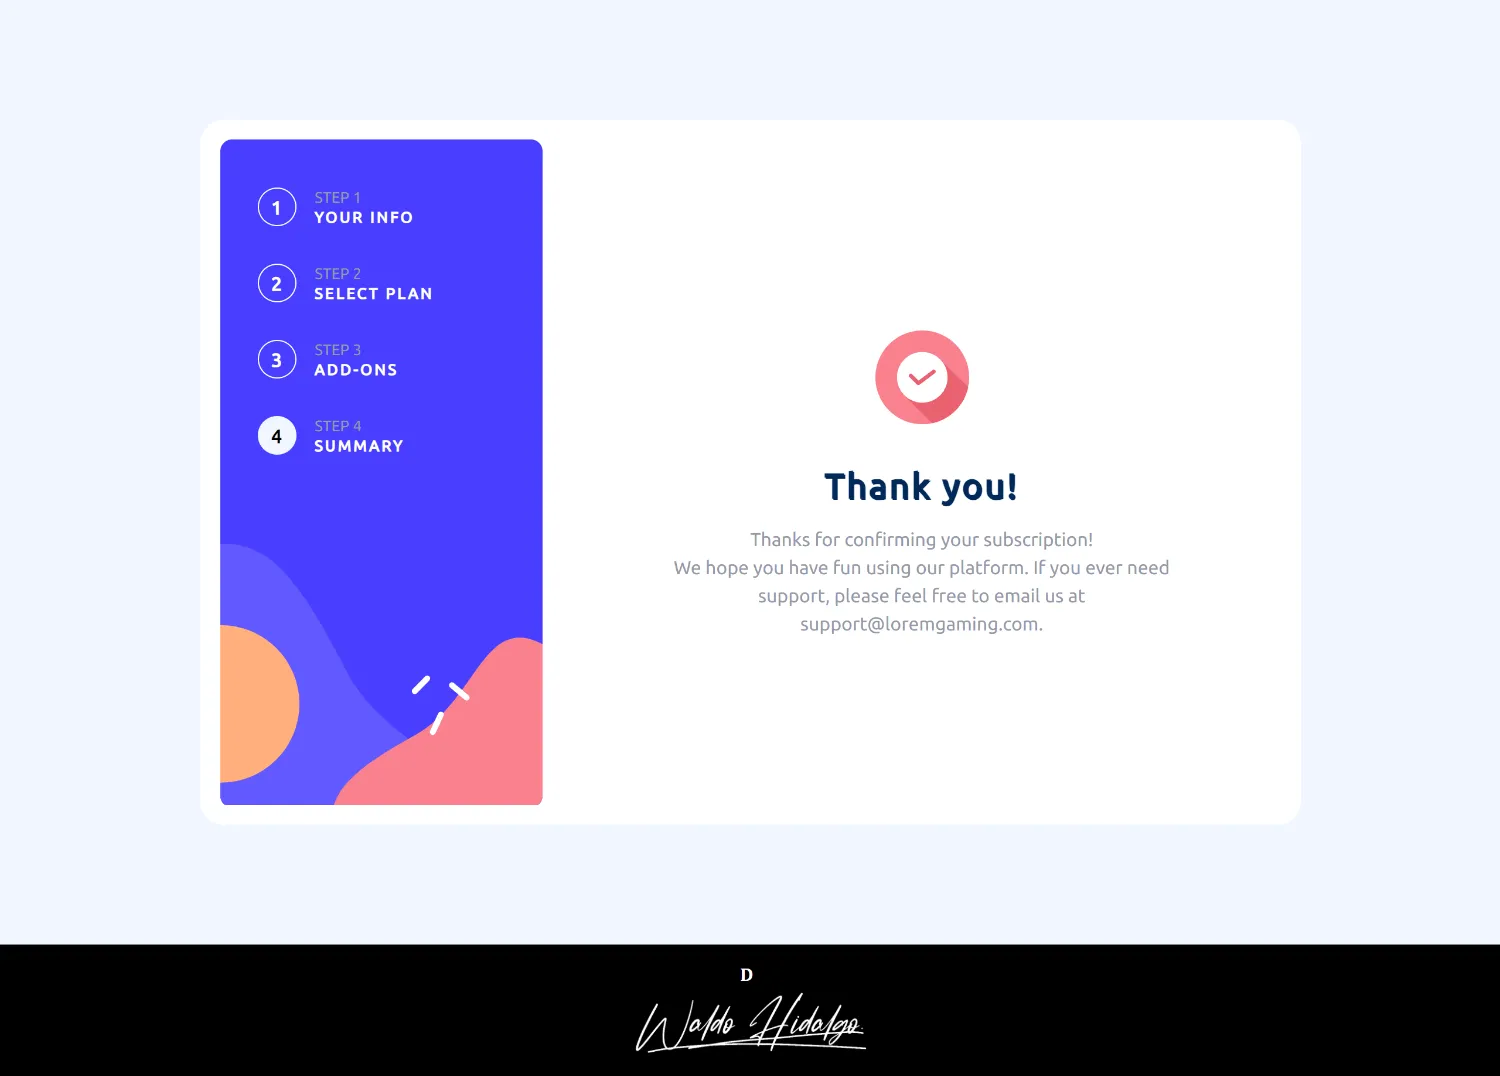 1
STEP 1
YOUR INFO
2
STEP 2
SELECT PLAN
3
STEP 3
ADD-ONS
4
STEP 4
SUMMARY
Thank you!
Thanks for confirming your subscription!
We hope you have fun using our platform. If you ever need
support, please feel free to email us at
support@loremgaming.com.
D
Waldo Hidalgo.